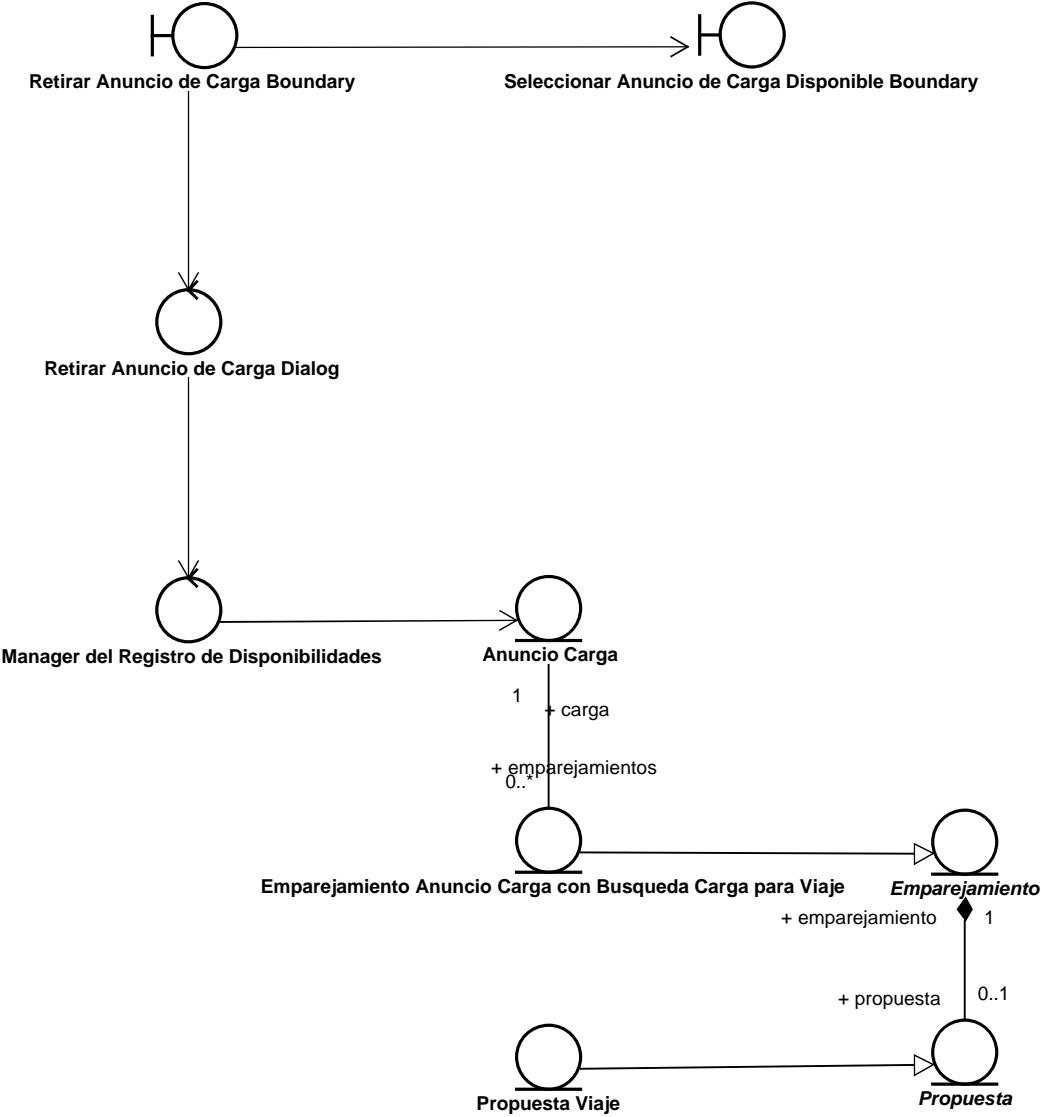 Retirar Anuncio de Carga Boundary
Seleccionar Anuncio de Carga Disponible Boundary
Retirar Anuncio de Carga Dialog
Manager del Registro de Disponibilidades
Anuncio Carga
1
+ carga
+ emparejamientos
0..*
Emparejamiento Anuncio Carga con Busqueda Carga para Viaje
Emparejamiento
+ emparejamiento
1
+ propuesta
0..1
Propuesta Viaje
Propuesta